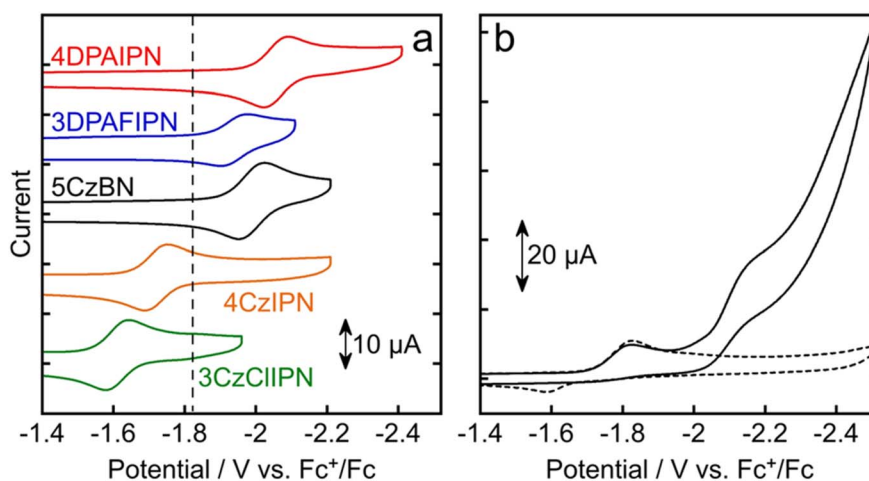 a
4DPAIPN
3DPAFIPN
5CzBN
4CzIPN
3CzClIPN
10 µA
Current
-1.4 -1.6 -1.8 -2 -2.2 -2.4
Potential / V vs. Fc⁺/Fc
b
20 µA
-1.4 -1.6 -1.8 -2 -2.2 -2.4
Potential / V vs. Fc⁺/Fc